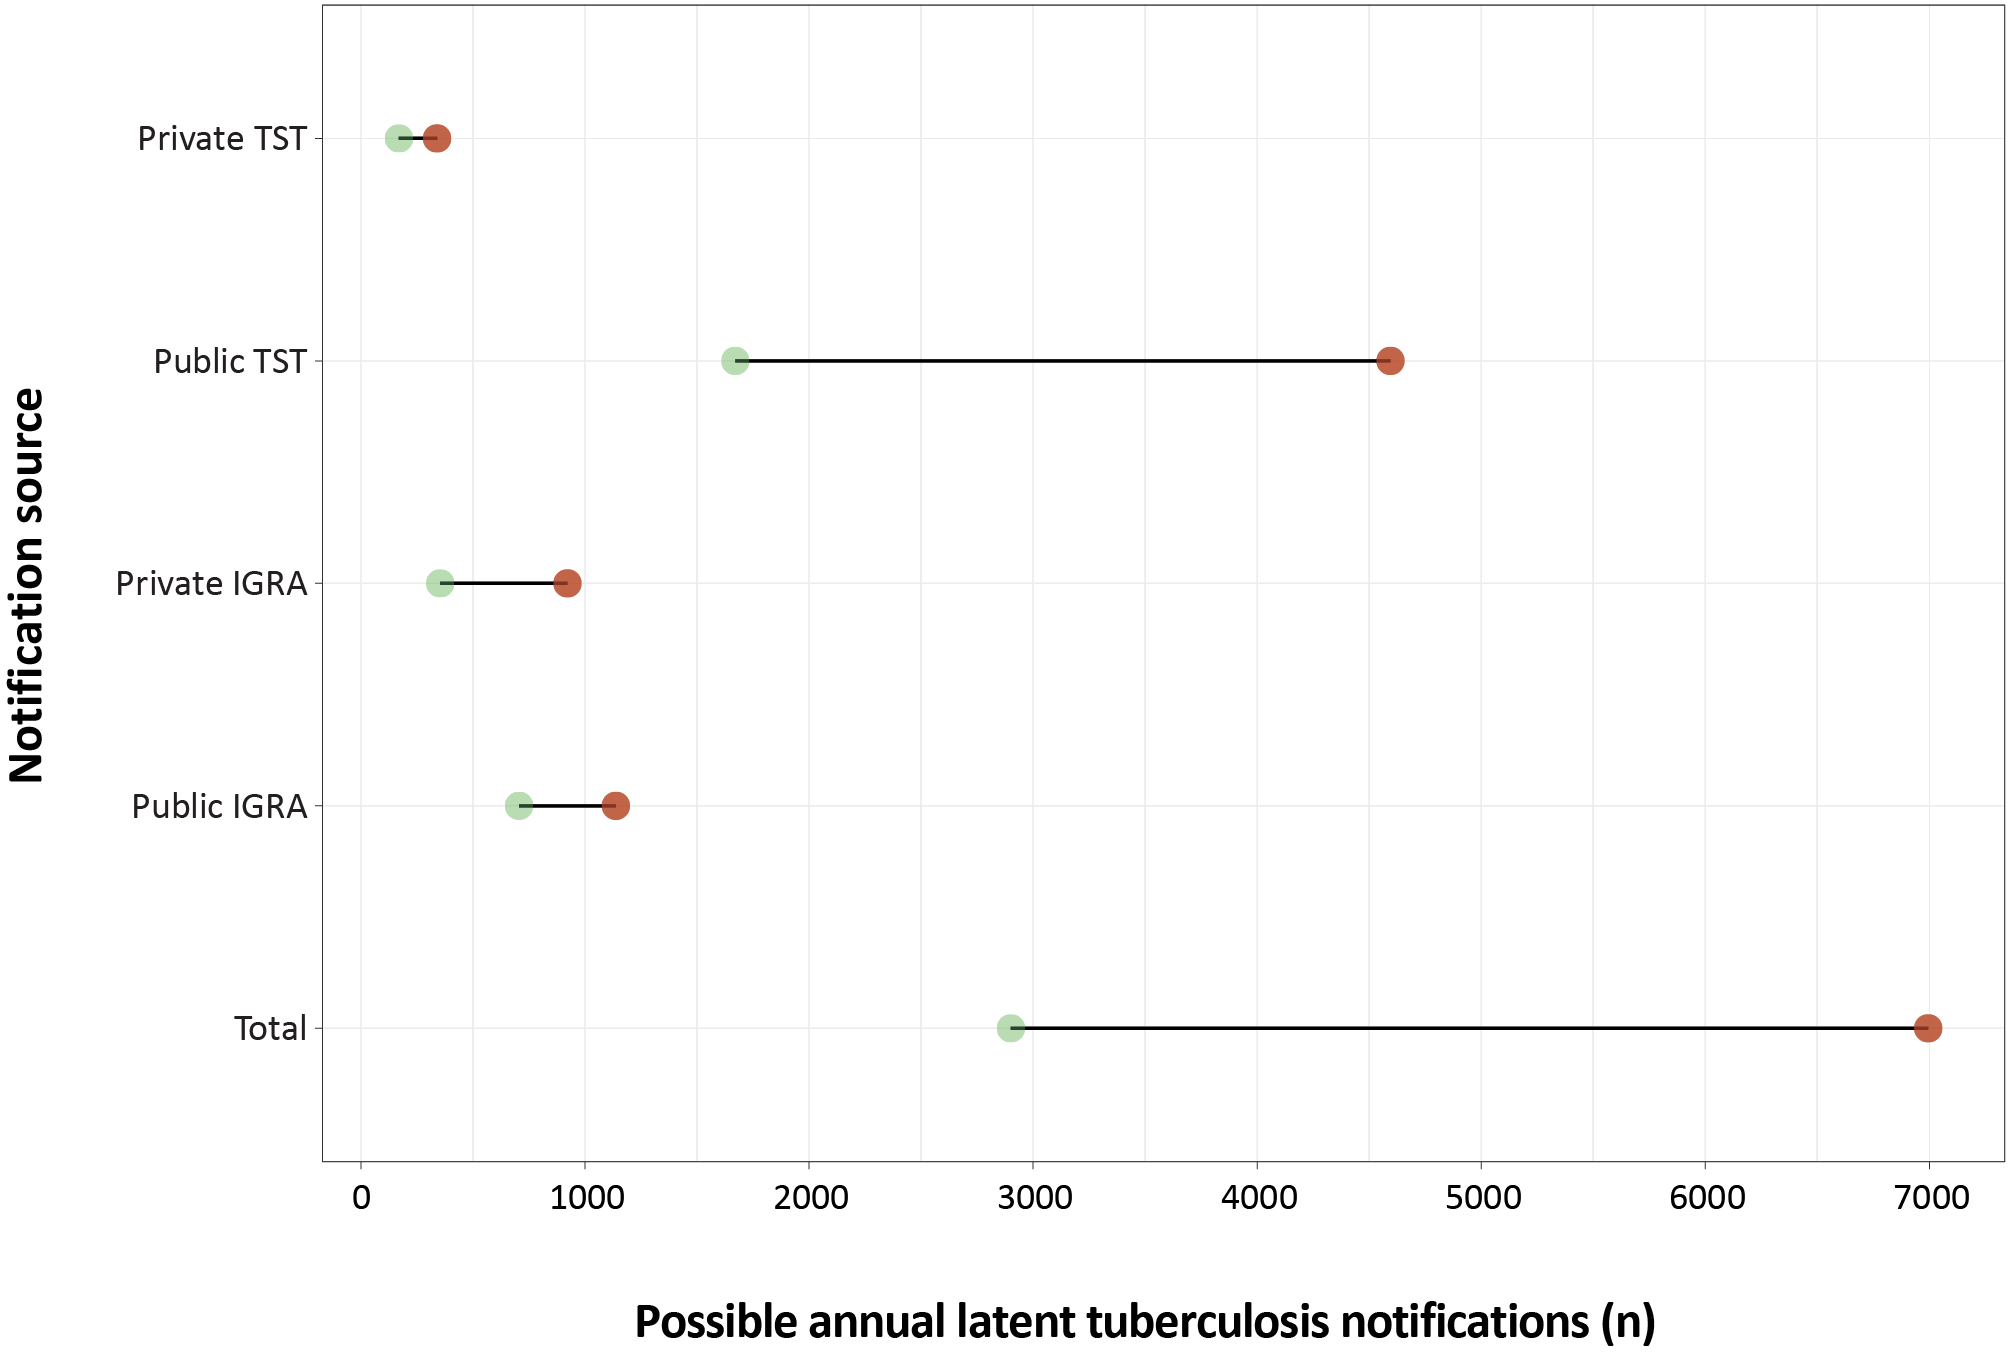 Notification source
Private TST
Public TST
Private IGRA
Public IGRA
Total
0 1000 2000 3000 4000 5000 6000 7000
Possible annual latent tuberculosis notifications (n)